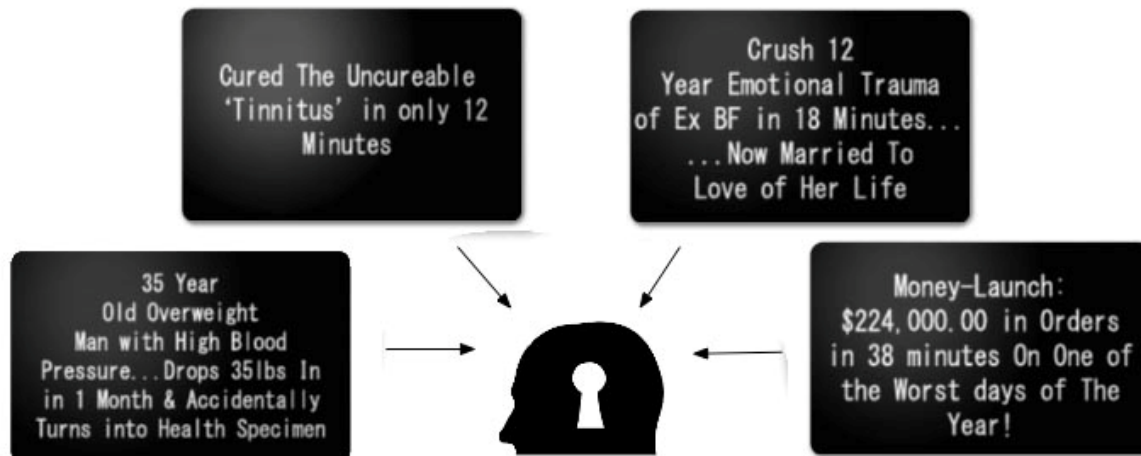 Cured The Uncureable
‘Tinnitus’ in only 12
Minutes
Crush 12
Year Emotional Trauma
of Ex BF in 18 Minutes...
...Now Married To
Love of Her Life
35 Year
Old Overweight
Man with High Blood
Pressure...Drops 35lbs In
in 1 Month & Accidentally
Turns into Health Specimen
Money-Launch:
$224,000.00 in Orders
in 38 minutes On One of
the Worst days of The
Year!